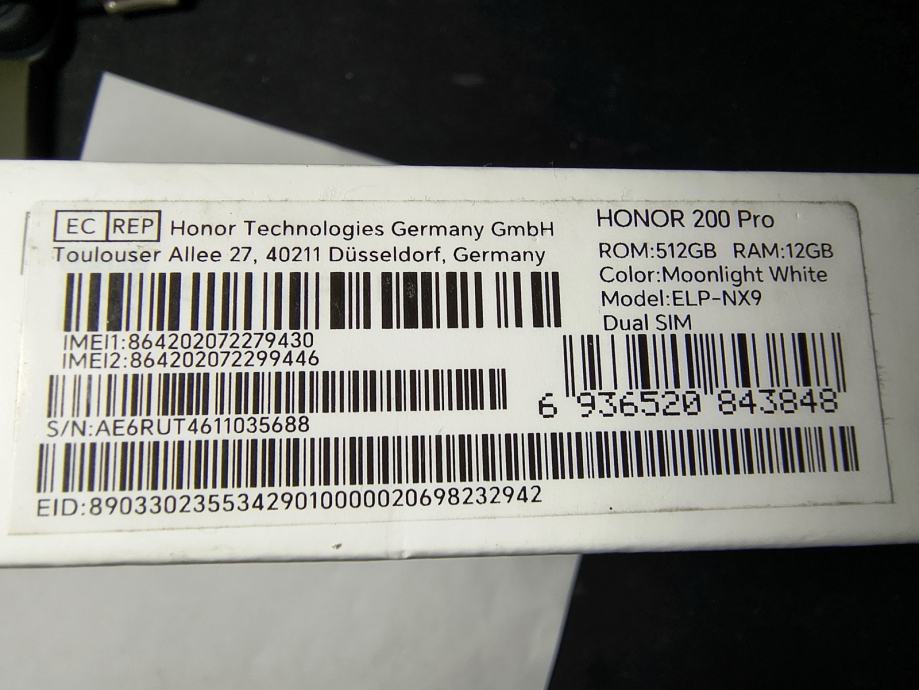 EC REP Honor Technologies Germany GmbH
Toulouser Allee 27, 40211 Düsseldorf, Germany
IMEI1:864202072279430
IMEI2:864202072299446
S/N:AE6RUT4611035688
EID:89033023553429010000020698232942
HONOR 200 Pro
ROM:512GB RAM:12GB
Color:Moonlight White
Model:ELP-NX9
Dual SIM
6 936520 843848